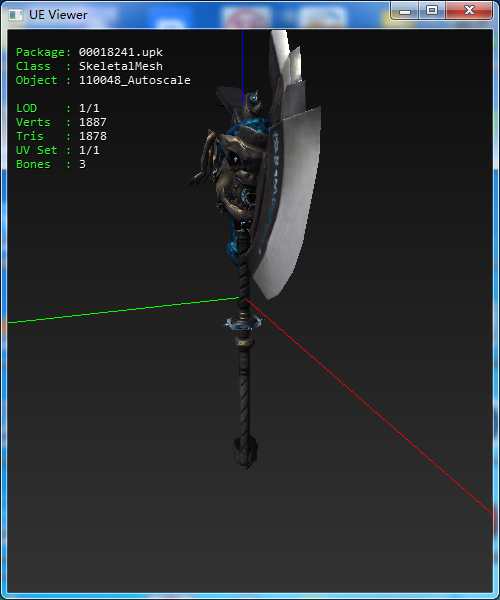 UE Viewer
Package: 00018241.upk
Class : SkeletalMesh
Object : 110048_Autoscale
LOD : 1/1
Verts : 1887
Tris : 1878
UV Set : 1/1
Bones : 3